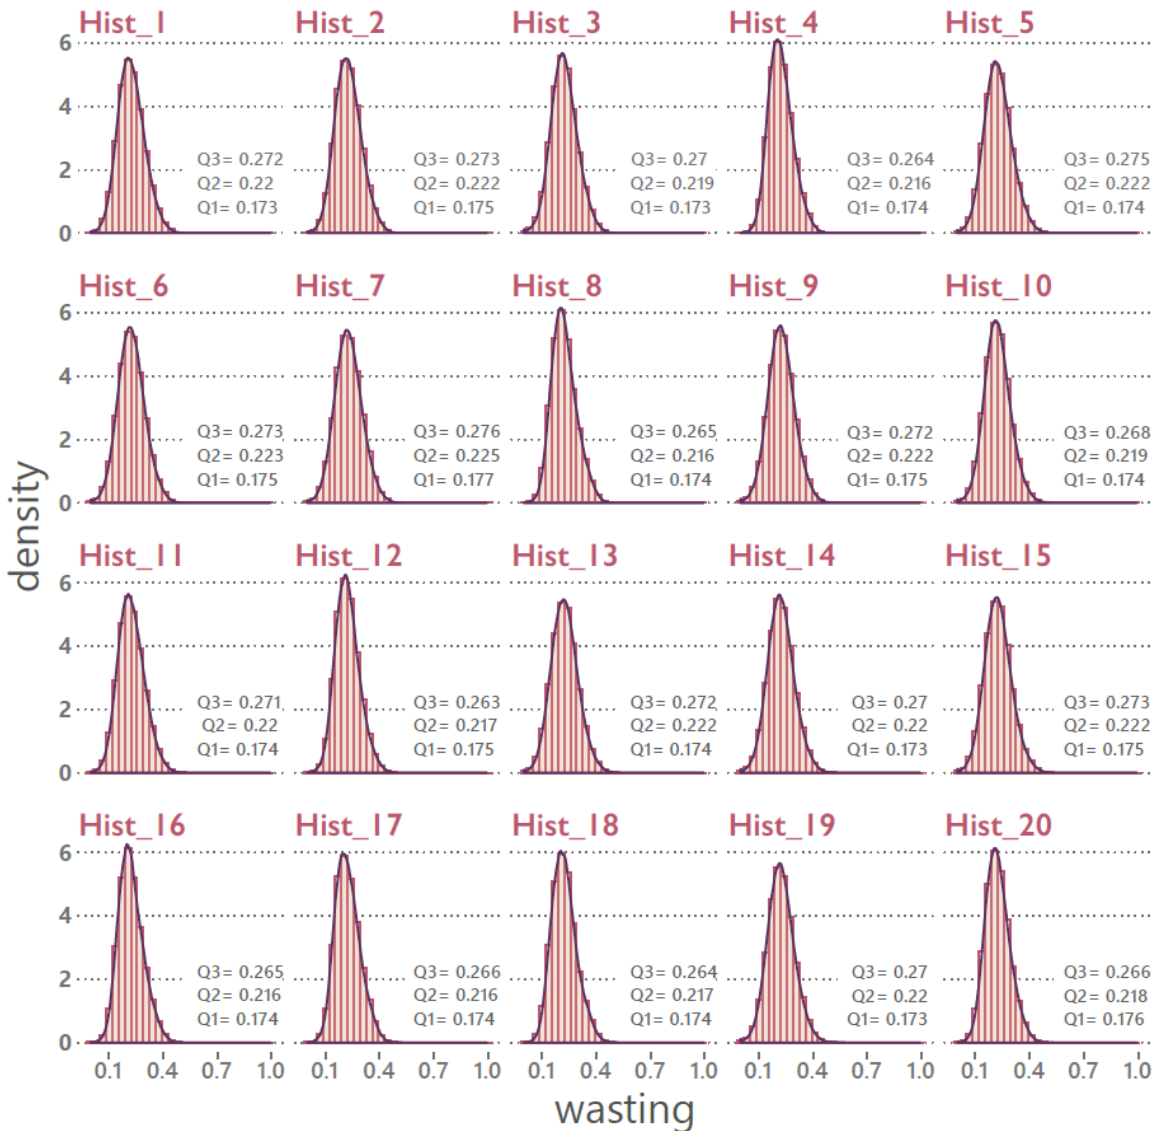 Hist_1 Hist_2 Hist_3 Hist_4 Hist_5
6
4
Q3= 0.272 Q3= 0.273 Q3= 0.27 Q3= 0.264 Q3= 0.275
2
Q2= 0.22 Q2= 0.222 Q2= 0.219 Q2= 0.216 Q2= 0.222
Q1= 0.173 Q1= 0.175 Q1= 0.173 Q1= 0.174 Q1= 0.174
0
Hist_6 Hist_7 Hist_8 Hist_9 Hist_10
6
4
Q3= 0.273 Q3= 0.276 Q3= 0.265 Q3= 0.272 Q3= 0.268
2
Q2= 0.223 Q2= 0.225 Q2= 0.216 Q2= 0.222 Q2= 0.219
Q1= 0.175 Q1= 0.177 Q1= 0.174 Q1= 0.175 Q1= 0.174
0
density
Hist_11 Hist_12 Hist_13 Hist_14 Hist_15
6
4
Q3= 0.271 Q3= 0.263 Q3= 0.272 Q3= 0.27 Q3= 0.273
2
Q2= 0.22 Q2= 0.217 Q2= 0.222 Q2= 0.22 Q2= 0.222
Q1= 0.174 Q1= 0.175 Q1= 0.174 Q1= 0.173 Q1= 0.175
0
Hist_16 Hist_17 Hist_18 Hist_19 Hist_20
6
4
Q3= 0.265 Q3= 0.266 Q3= 0.264 Q3= 0.27 Q3= 0.266
2
Q2= 0.216 Q2= 0.216 Q2= 0.217 Q2= 0.22 Q2= 0.218
Q1= 0.174 Q1= 0.174 Q1= 0.174 Q1= 0.173 Q1= 0.176
0
0.1 0.4 0.7 1.0 0.1 0.4 0.7 1.0 0.1 0.4 0.7 1.0 0.1 0.4 0.7 1.0 0.1 0.4 0.7 1.0
wasting